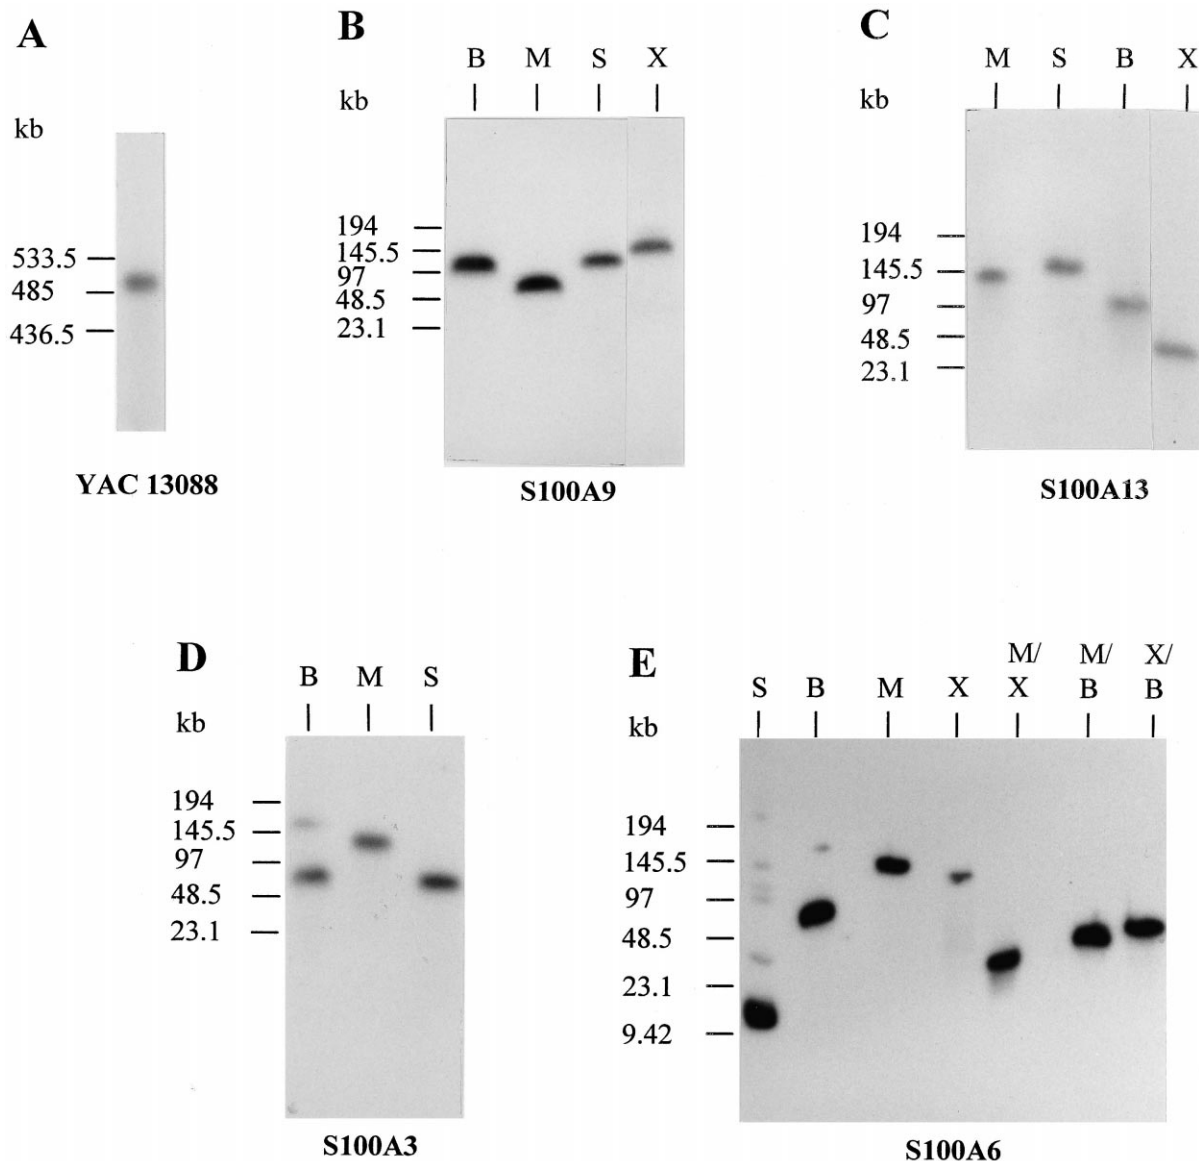 A
kb
533.5
485
436.5
YAC 13088
B
B M S X
kb
194
145.5
97
48.5
23.1
S100A9
C
M S B X
kb
194
145.5
97
48.5
23.1
S100A13
D
B M S
kb
194
145.5
97
48.5
23.1
S100A3
E
M/ M/ X/
S B M X X B B
kb
194
145.5
97
48.5
23.1
9.42
S100A6